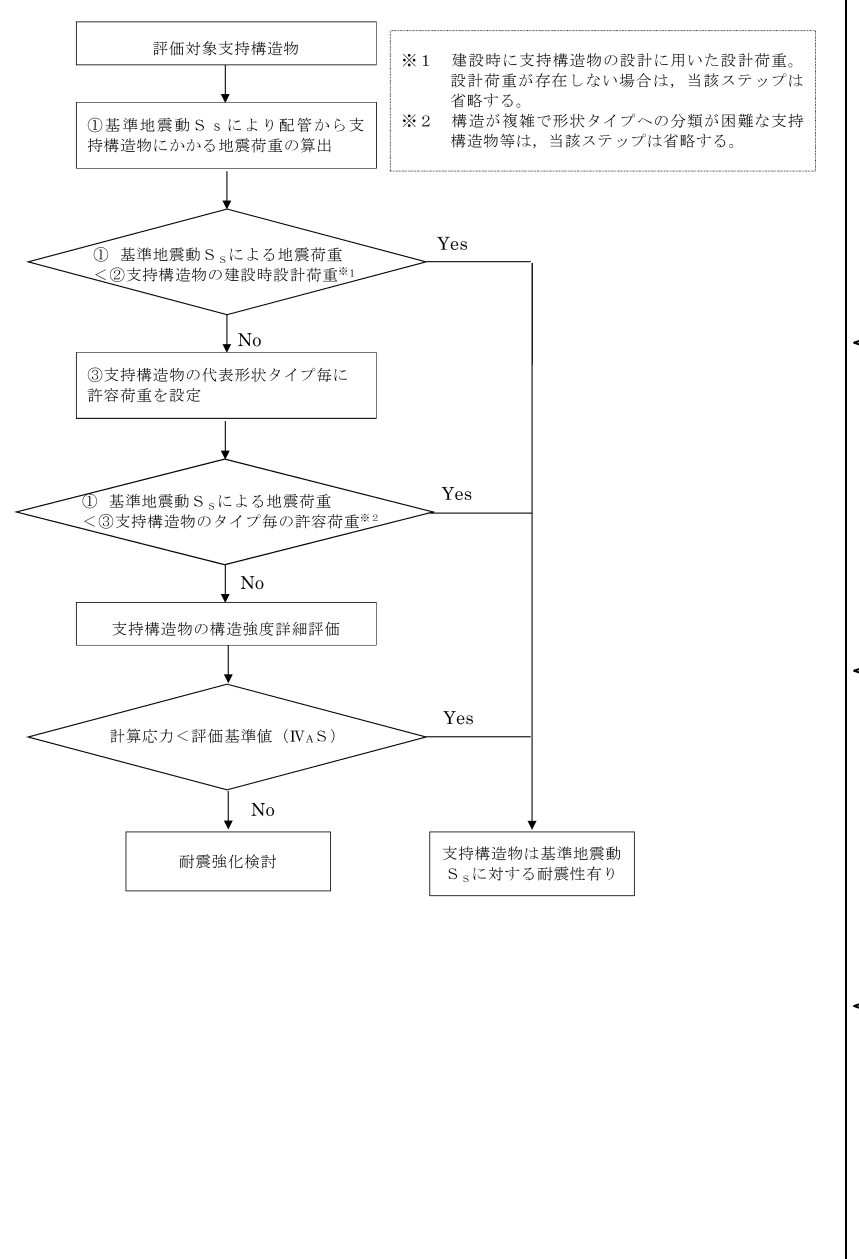 評価対象支持構造物
※１　建設時に支持構造物の設計に用いた設計荷重。
設計荷重が存在しない場合は，当該ステップは
省略する。
※２　構造が複雑で形状タイプへの分類が困難な支持
構造物等は，当該ステップは省略する。
①基準地震動Ｓｓにより配管から支
持構造物にかかる地震荷重の算出
①　基準地震動Ｓsによる地震荷重
＜②支持構造物の建設時設計荷重※1
Yes
No
③支持構造物の代表形状タイプ毎に
許容荷重を設定
①　基準地震動Ｓsによる地震荷重
＜③支持構造物のタイプ毎の許容荷重※2
Yes
No
支持構造物の構造強度詳細評価
計算応力＜評価基準値（ⅣAＳ）
Yes
No
耐震強化検討
支持構造物は基準地震動
Ｓsに対する耐震性有り